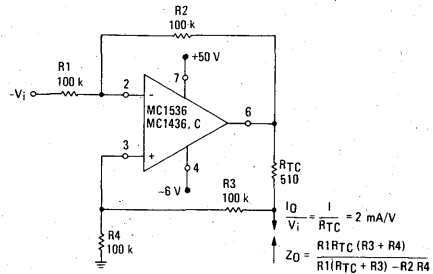 R2
100 k
+50 V
R1
100 k
7
-Vi
2
-
MC1536
MC1436, C
6
3
+
4
-6 V
RTC
510
R3
100 k
IO/Vi = I/RTC = 2 mA/V
R4
100 k
ZO = R1RTC (R3 + R4)/R1(RTC + R3) -R2 R4